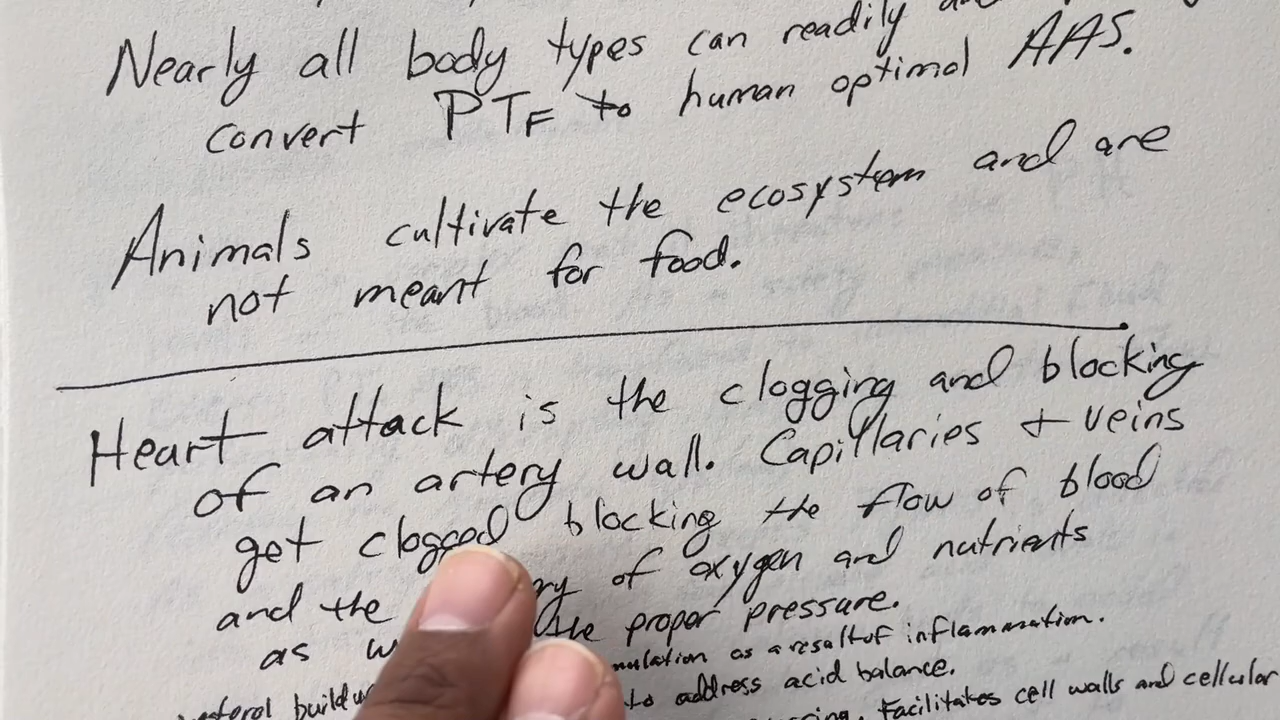 Nearly all body types can readily
convert PTF to human optimal AAS.
Animals cultivate the ecosystem and are
not meant for food.
Heart attack is the clogging and blocking
of an artery wall. Capillaries + veins
get clogged blocking the flow of blood
and the of oxygen and nutrients
as the proper pressure.
as a result of inflammation.
to address acid balance.
Facilitates cell walls and cellular